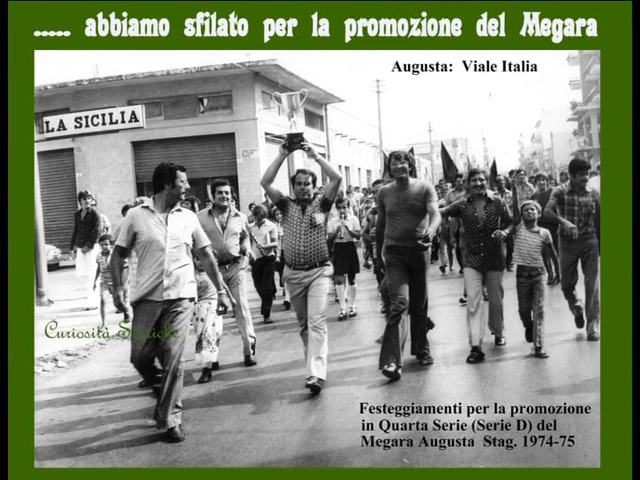 ..... abbiamo sfilato per la promozione del Megara
Augusta: Viale Italia
LA SICILIA
Curiosità Storiche
Festeggiamenti per la promozione
in Quarta Serie (Serie D) del
Megara Augusta Stag. 1974-75